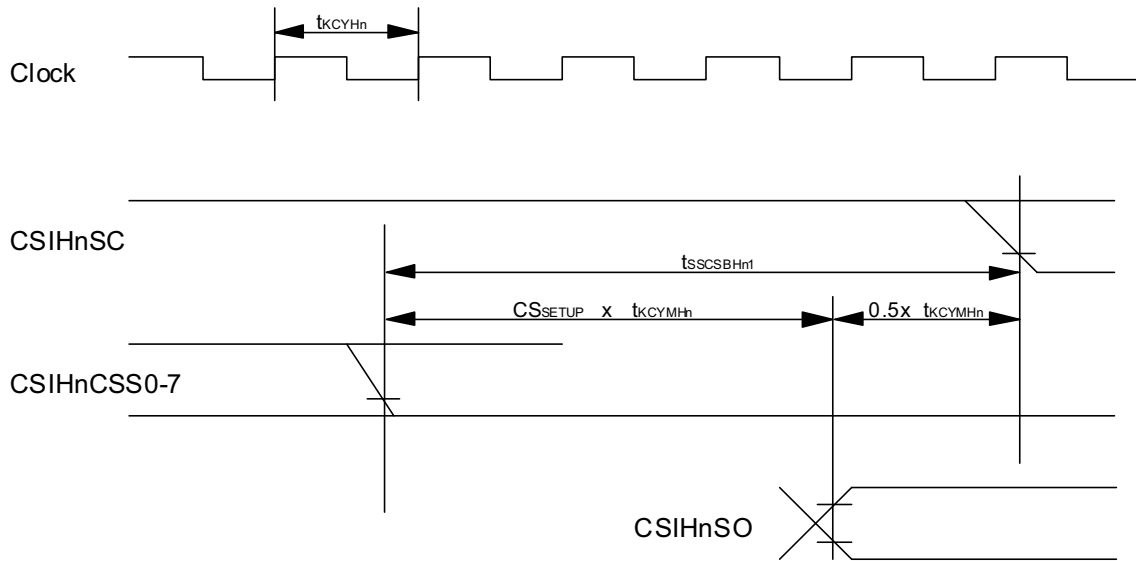 tKCYHn
Clock
CSIHnSC
tSSCSBHn1
CSSETUP x tKCYMHn
0.5x tKCYMHn
CSIHnCSS0-7
CSIHnSO